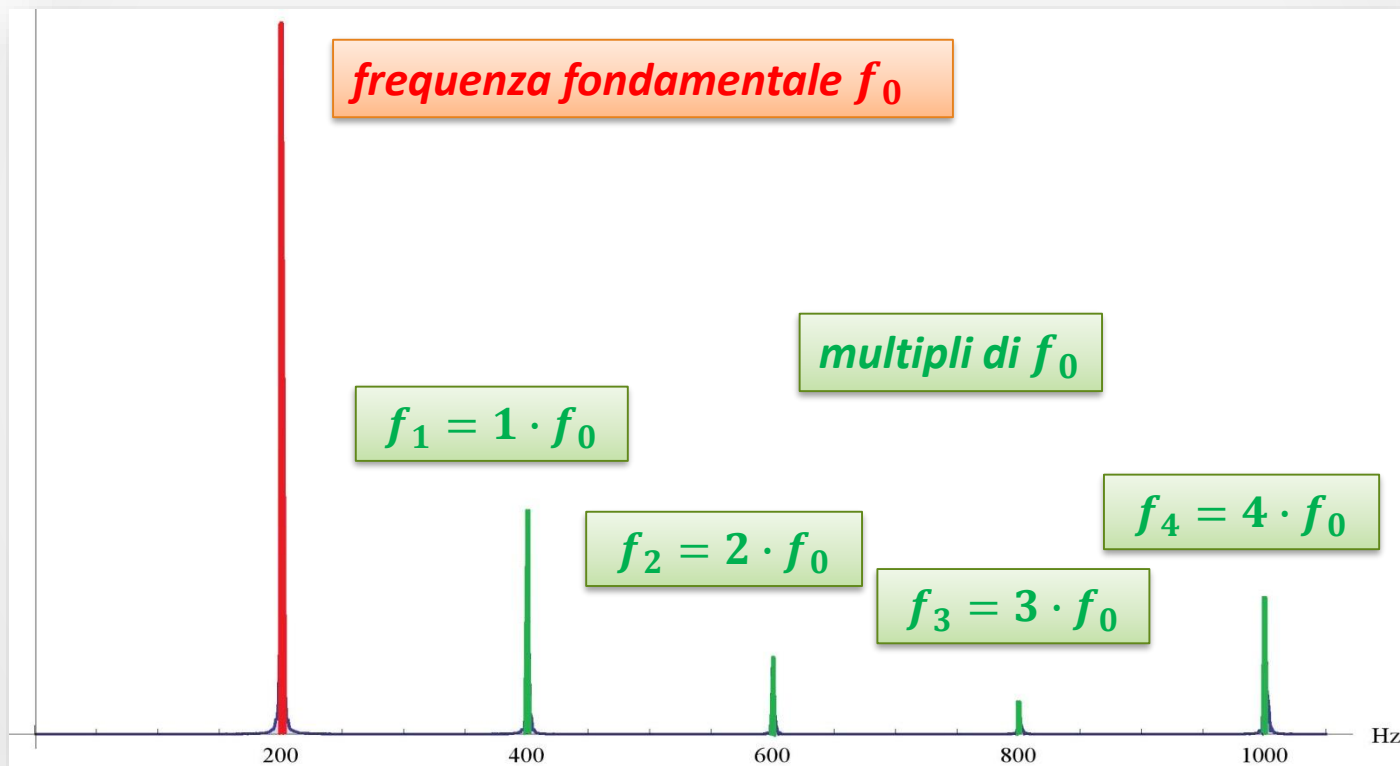 frequenza fondamentale f₀
multipli di f₀
f₁ = 1 · f₀
f₂ = 2 · f₀
f₃ = 3 · f₀
f₄ = 4 · f₀
200 400 600 800 1000 Hz